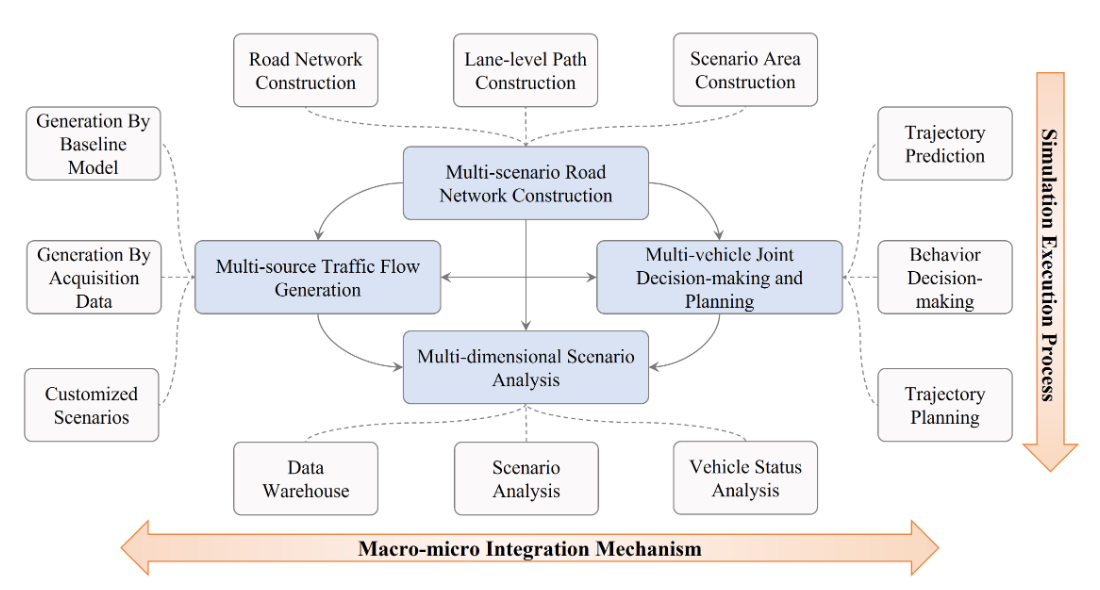 Road Network
Construction
Lane-level Path
Construction
Scenario Area
Construction
Generation By
Baseline
Model
Multi-scenario Road
Network Construction
Trajectory
Prediction
Generation By
Acquisition
Data
Multi-source Traffic Flow
Generation
Multi-vehicle Joint
Decision-making and
Planning
Behavior
Decision-
making
Multi-dimensional Scenario
Analysis
Customized
Scenarios
Trajectory
Planning
Data
Warehouse
Scenario
Analysis
Vehicle Status
Analysis
Simulation Execution Process
Macro-micro Integration Mechanism